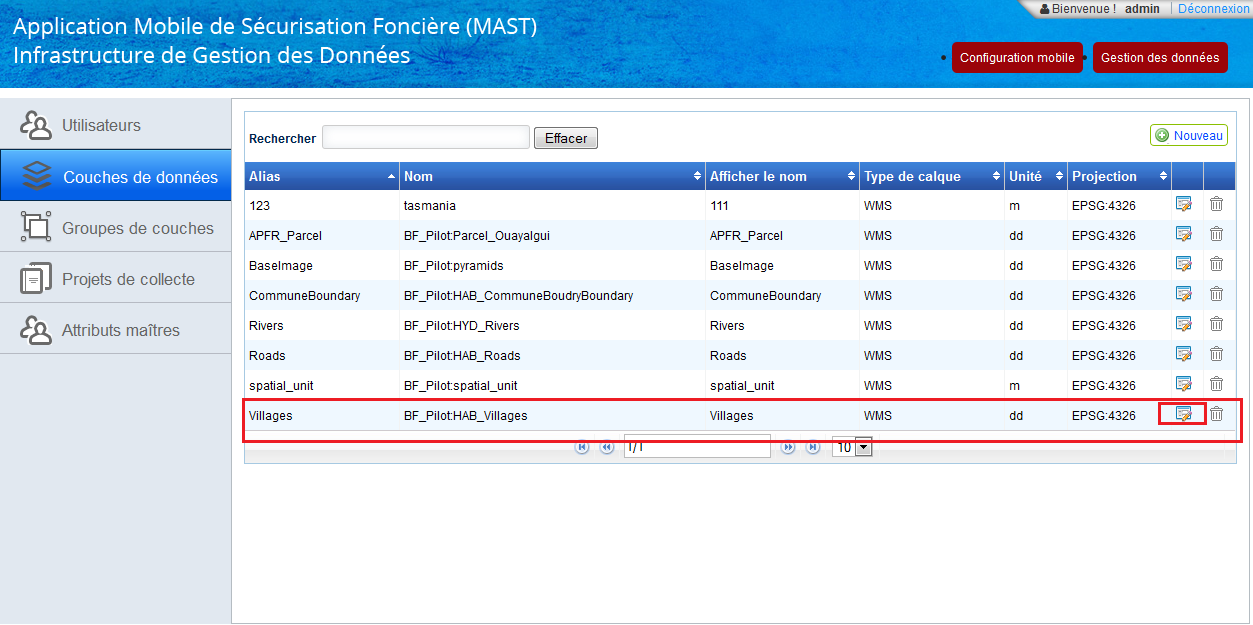 Bienvenue ! admin Déconnexion
Application Mobile de Sécurisation Foncière (MAST)
Infrastructure de Gestion des Données
Configuration mobile Gestion des données
Utilisateurs
Couches de données
Groupes de couches
Projets de collecte
Attributs maîtres
Rechercher Effacer Nouveau
Alias Nom Afficher le nom Type de calque Unité Projection
123 tasmania 111 WMS m EPSG:4326
APFR_Parcel BF_Pilot:Parcel_Ouayalgui APFR_Parcel WMS dd EPSG:4326
BaseImage BF_Pilot:pyramids BaseImage WMS dd EPSG:4326
CommuneBoundary BF_Pilot:HAB_CommuneBoudryBoundary CommuneBoundary WMS dd EPSG:4326
Rivers BF_Pilot:HYD_Rivers Rivers WMS dd EPSG:4326
Roads BF_Pilot:HAB_Roads Roads WMS dd EPSG:4326
spatial_unit BF_Pilot:spatial_unit spatial_unit WMS m EPSG:4326
Villages BF_Pilot:HAB_Villages Villages WMS dd EPSG:4326
1/1 10